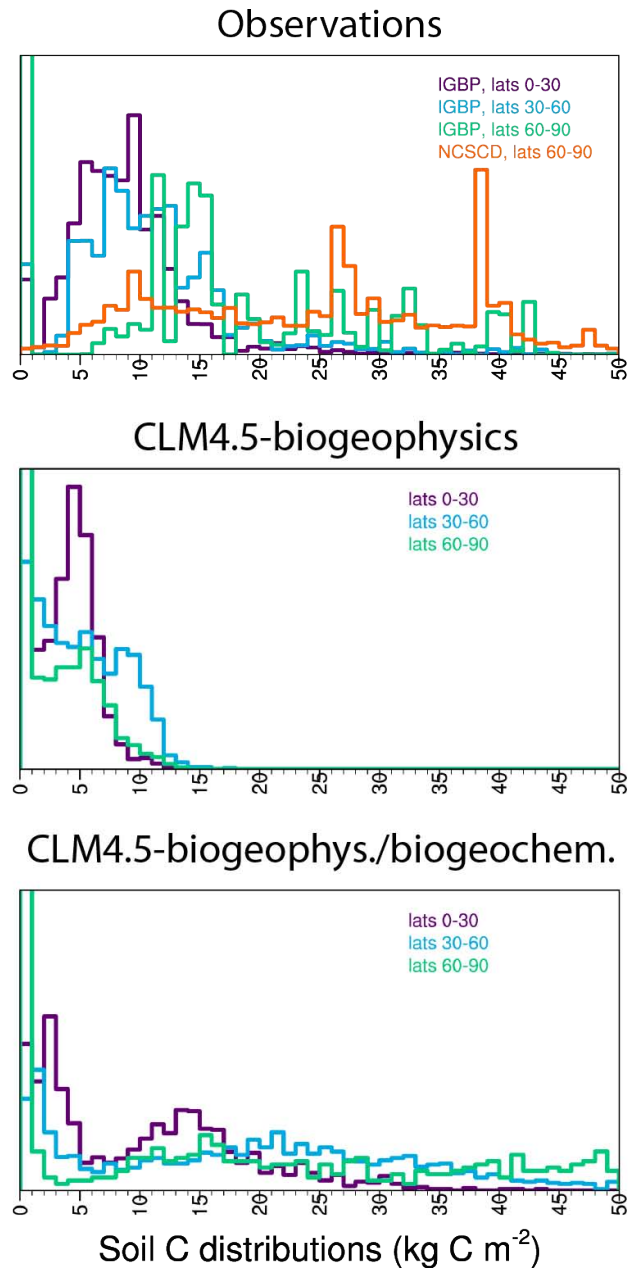 Observations
IGBP, lats 0-30
IGBP, lats 30-60
IGBP, lats 60-90
NCSCD, lats 60-90
0 5 10 15 20 25 30 35 40 45 50
CLM4.5-biogeophysics
lats 0-30
lats 30-60
lats 60-90
0 5 10 15 20 25 30 35 40 45 50
CLM4.5-biogeophys./biogeochem.
lats 0-30
lats 30-60
lats 60-90
0 5 10 15 20 25 30 35 40 45 50
Soil C distributions (kg C m⁻²)